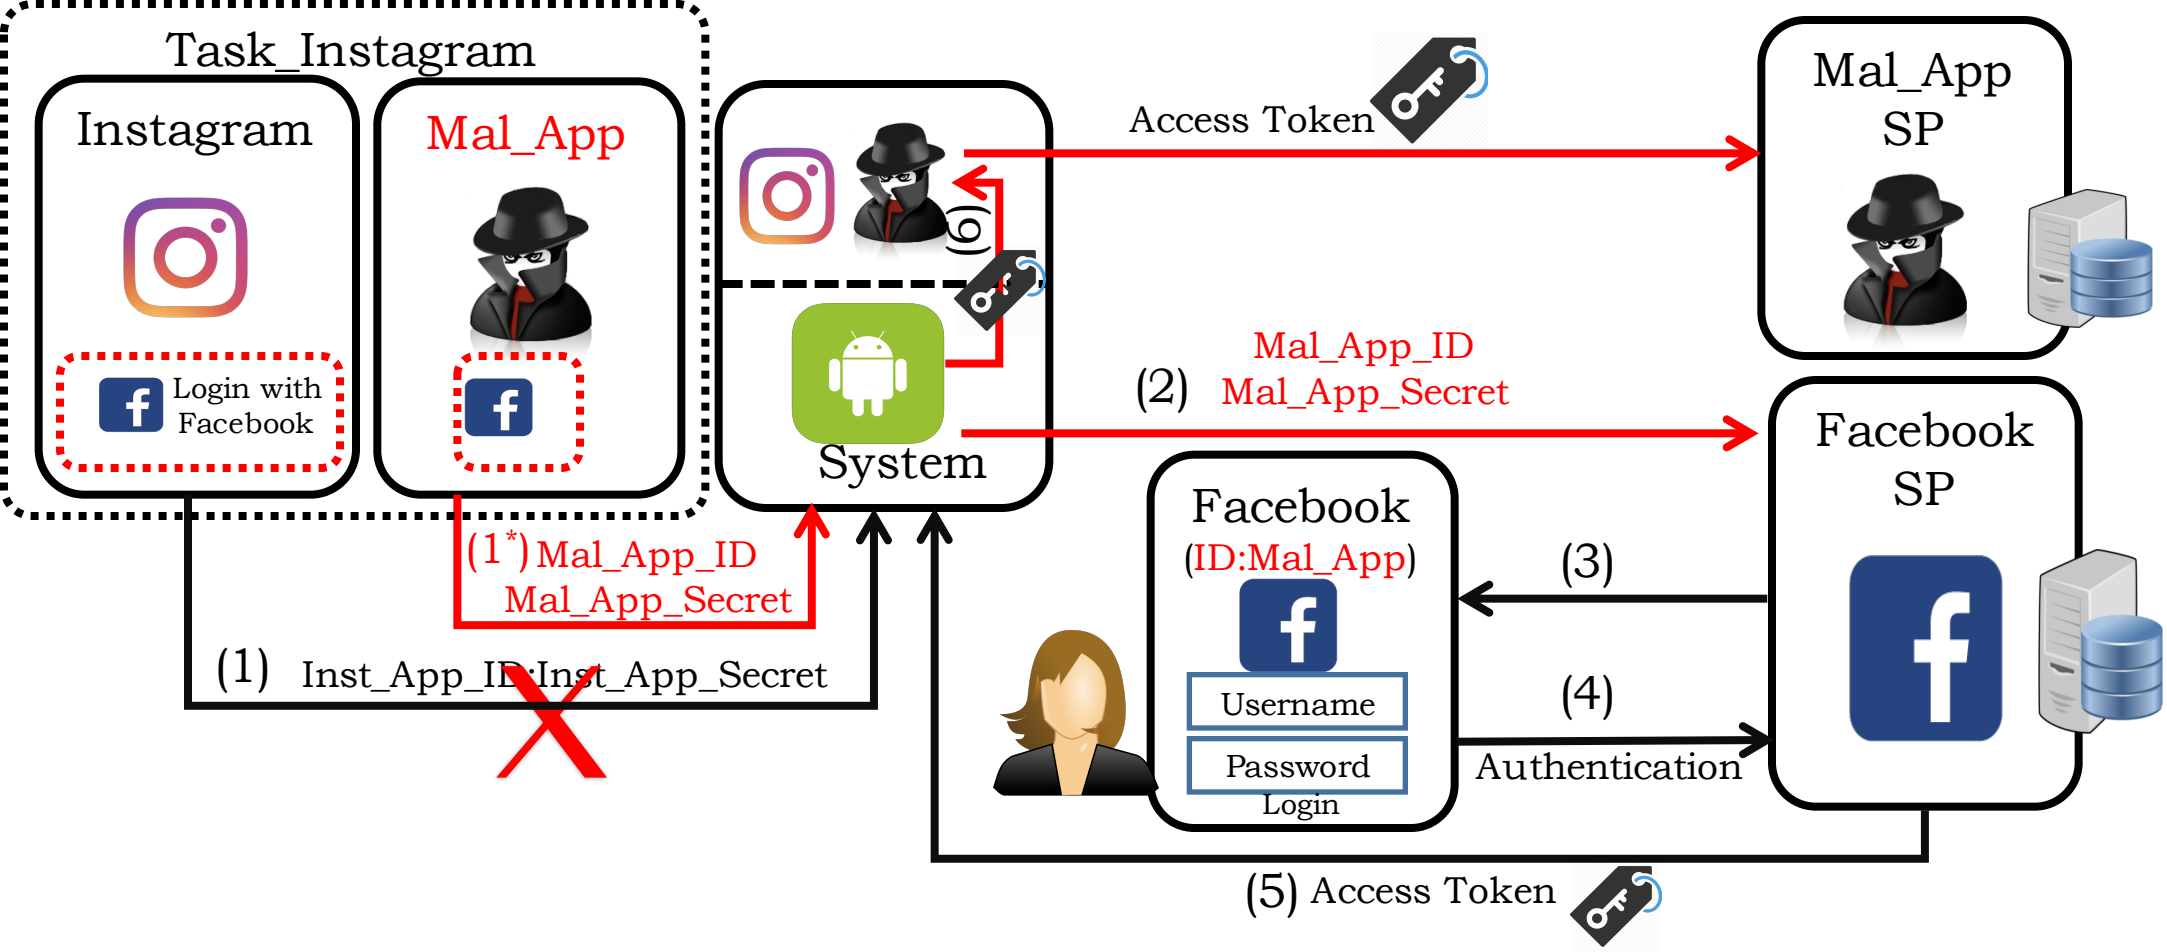 Task_Instagram
Instagram
Mal_App
Login with
Facebook
(6)
System
Access Token
Mal_App
SP
(2)
Mal_App_ID
Mal_App_Secret
Facebook
SP
(1*) Mal_App_ID
Mal_App_Secret
(1) Inst_App_ID:Inst_App_Secret
Facebook
(ID:Mal_App)
Username
Password
Login
(3)
(4)
Authentication
(5) Access Token